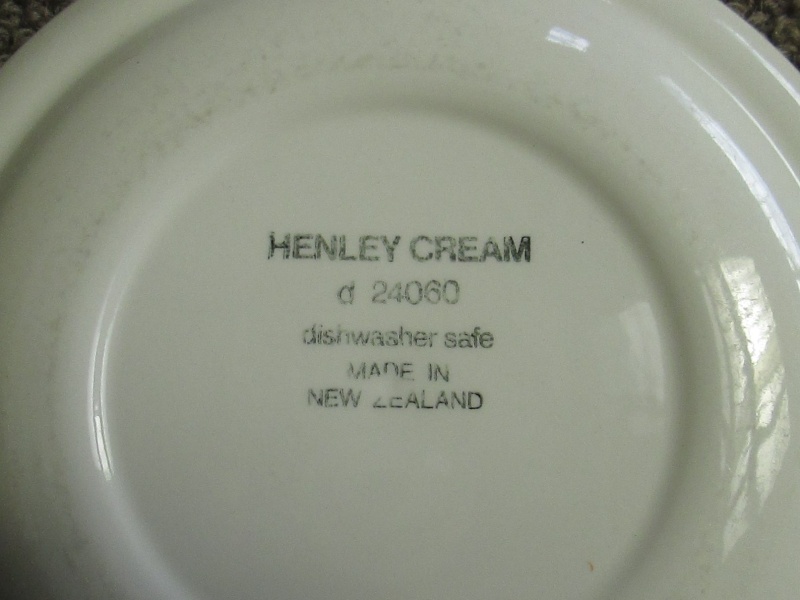 HENLEY CREAM
d 24060
dishwasher safe
MADE IN
NEW ZEALAND